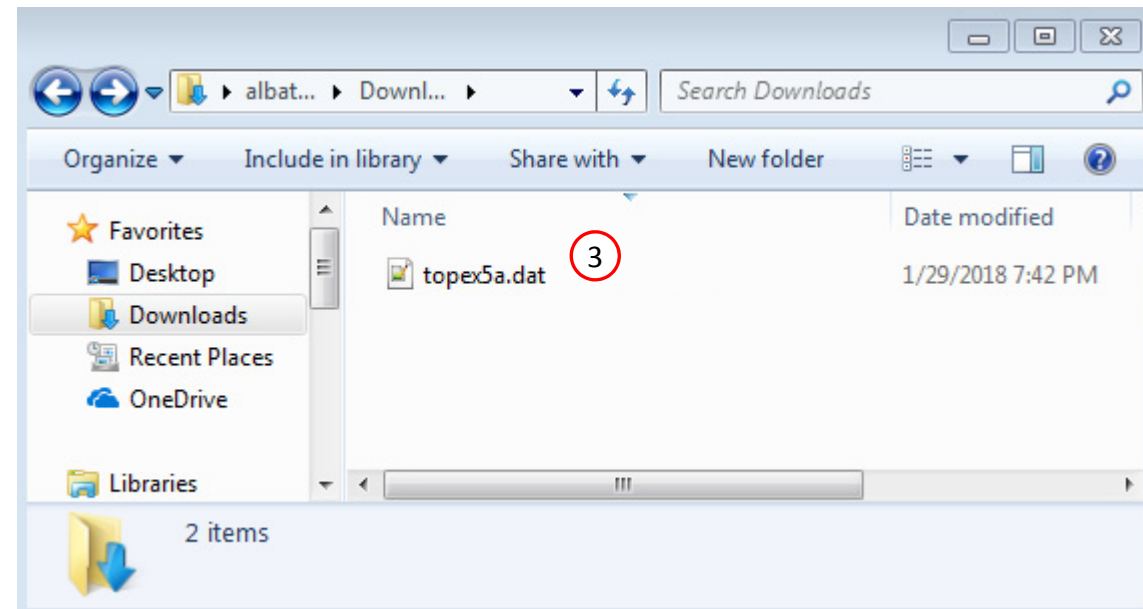 albat... Downl... Search Downloads
Organize Include in library Share with New folder
Favorites
Desktop
Downloads
Recent Places
OneDrive
Libraries
Name Date modified
topex5a.dat 3 1/29/2018 7:42 PM
2 items